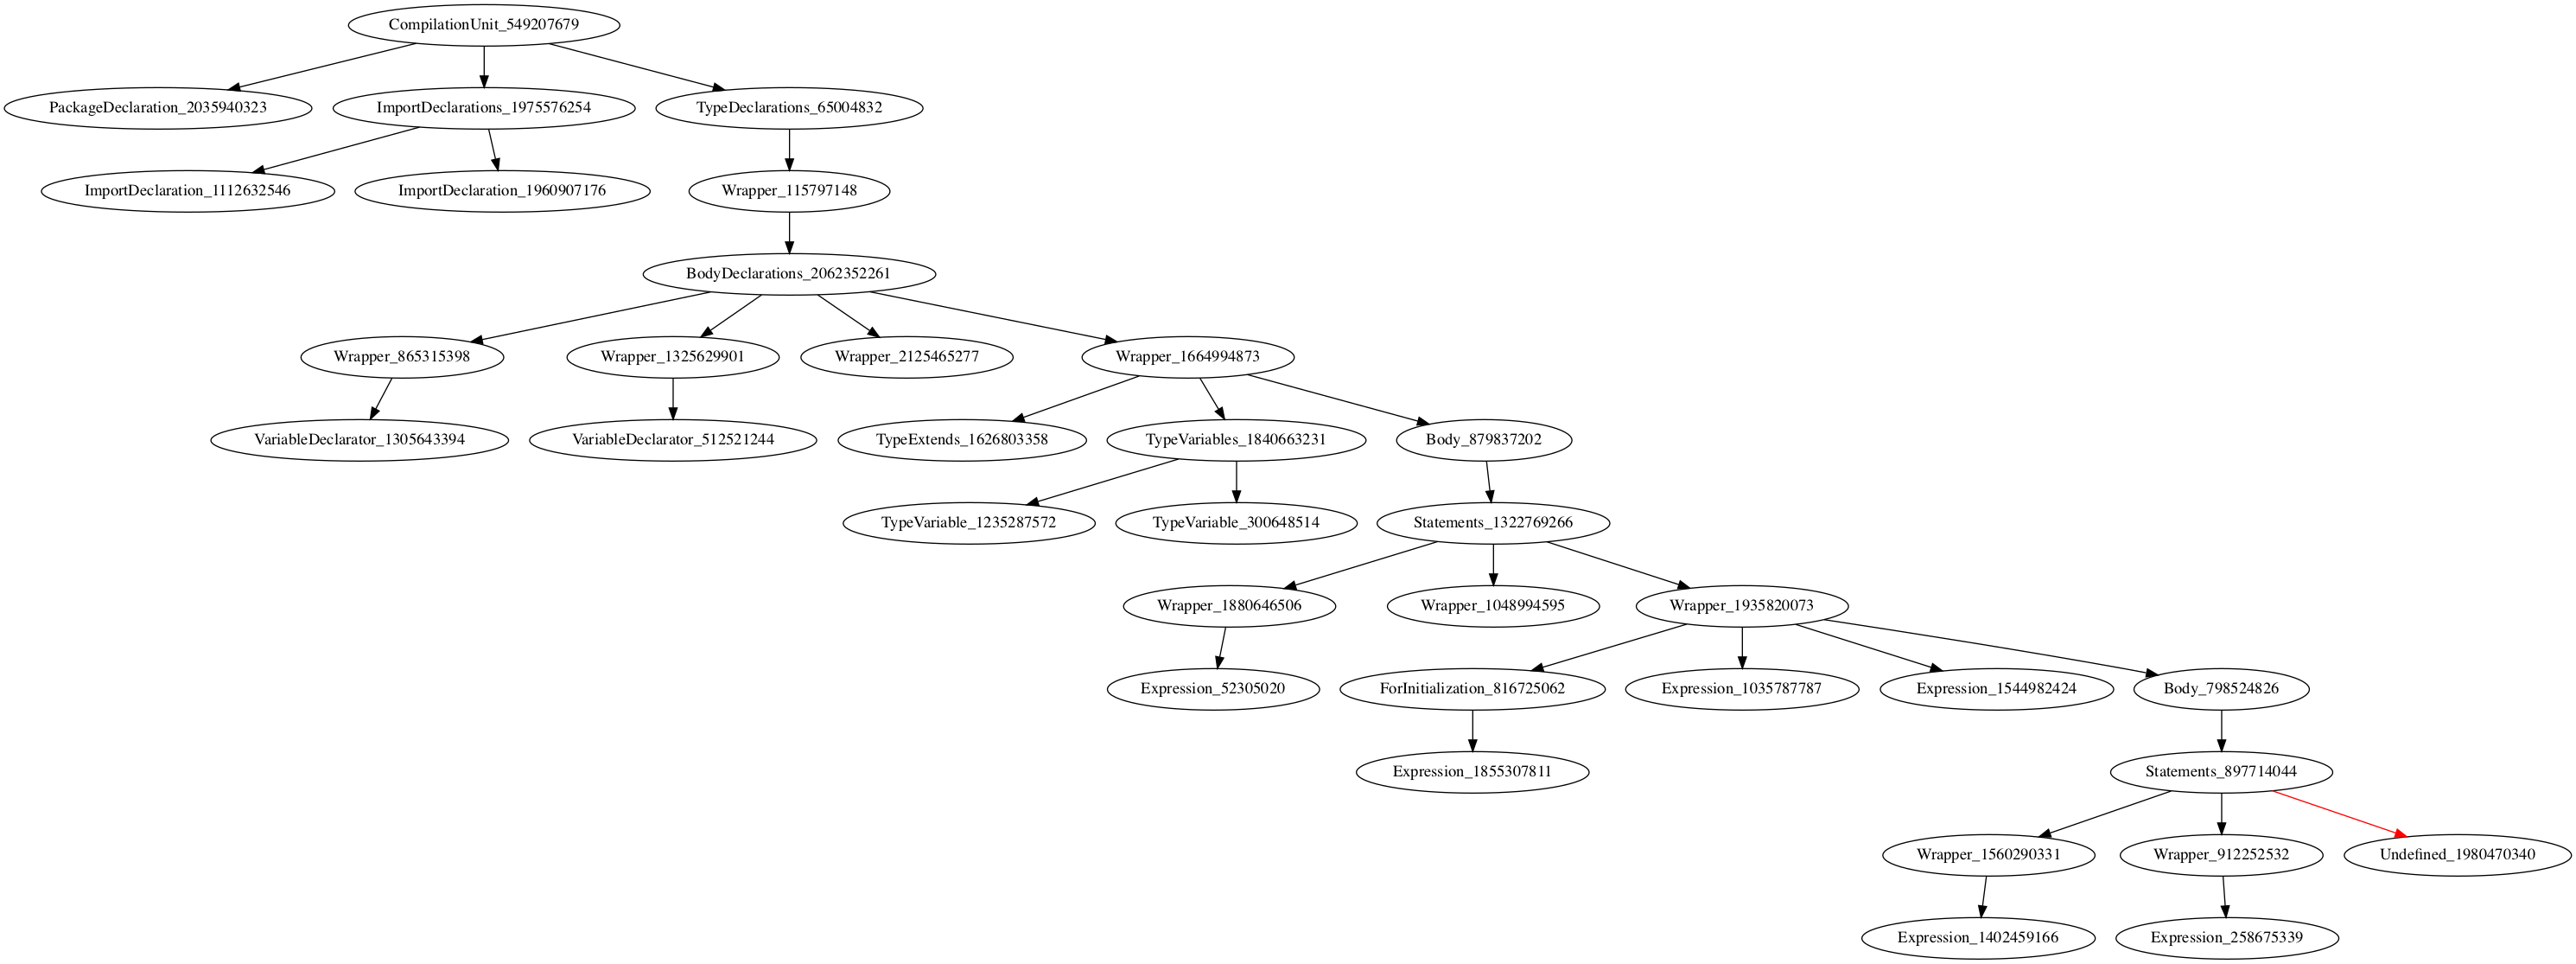 CompilationUnit_549207679
PackageDeclaration_2035940323
ImportDeclarations_1975576254
TypeDeclarations_65004832
ImportDeclaration_1112632546
ImportDeclaration_1960907176
Wrapper_115797148
BodyDeclarations_2062352261
Wrapper_865315398
Wrapper_1325629901
Wrapper_2125465277
Wrapper_1664994873
VariableDeclarator_1305643394
VariableDeclarator_512521244
TypeExtends_1626803358
TypeVariables_1840663231
Body_879837202
TypeVariable_1235287572
TypeVariable_300648514
Statements_1322769266
Wrapper_1880646506
Wrapper_1048994595
Wrapper_1935820073
Expression_52305020
ForInitialization_816725062
Expression_1035787787
Expression_1544982424
Body_798524826
Expression_1855307811
Statements_897714044
Wrapper_1560290331
Wrapper_912252532
Undefined_1980470340
Expression_1402459166
Expression_258675339